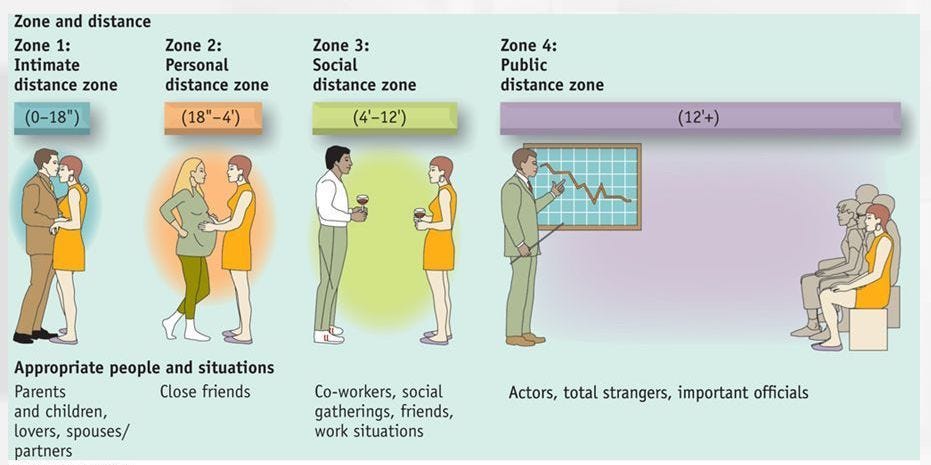 Zone and distance
Zone 1:
Intimate
distance zone
(0–18")
Zone 2:
Personal
distance zone
(18"–4')
Zone 3:
Social
distance zone
(4'–12')
Zone 4:
Public
distance zone
(12'+)
Appropriate people and situations
Parents
and children,
lovers, spouses/
partners
Close friends
Co-workers, social
gatherings, friends,
work situations
Actors, total strangers, important officials